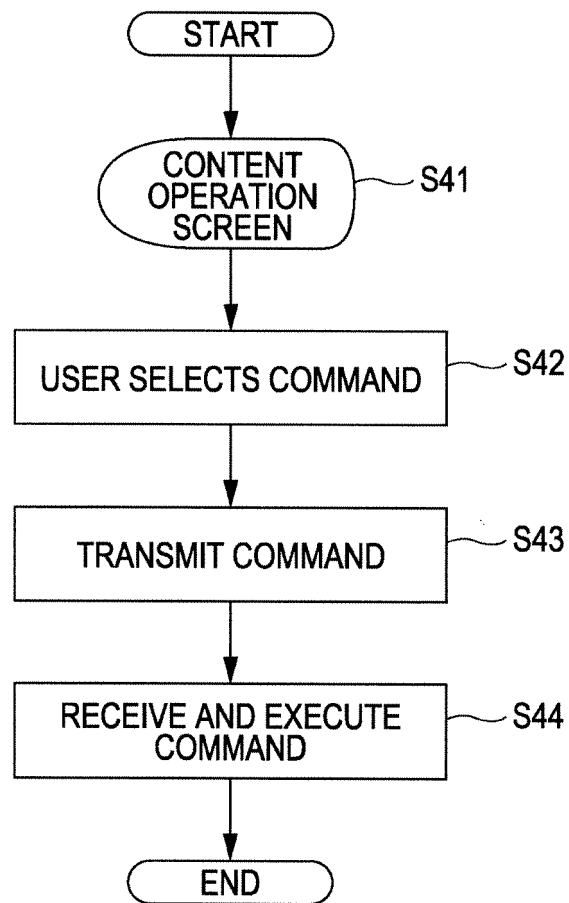 START
CONTENT
OPERATION
SCREEN
S41
USER SELECTS COMMAND
S42
TRANSMIT COMMAND
S43
RECEIVE AND EXECUTE
COMMAND
S44
END